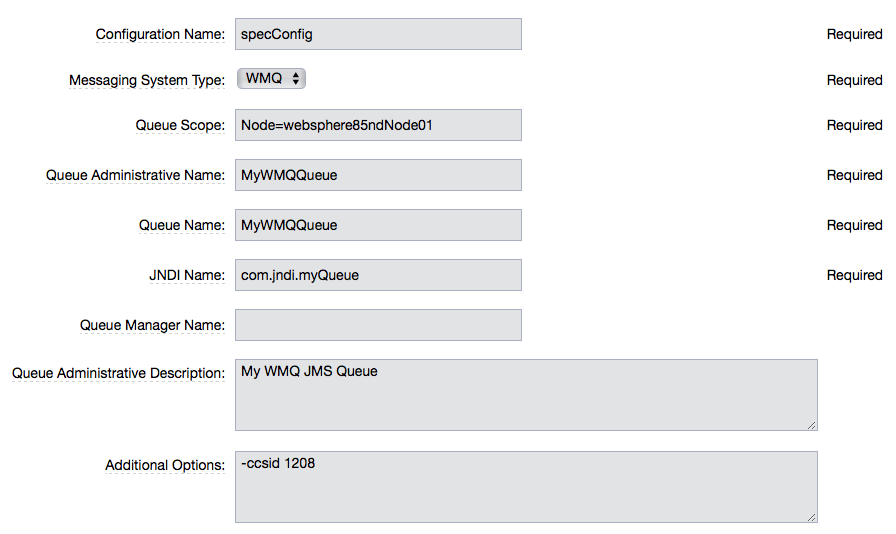 Configuration Name: specConfig Required
Messaging System Type: WMQ Required
Queue Scope: Node=websphere85ndNode01 Required
Queue Administrative Name: MyWMQQueue Required
Queue Name: MyWMQQueue Required
JNDI Name: com.jndi.myQueue Required
Queue Manager Name:
Queue Administrative Description: My WMQ JMS Queue
Additional Options: -ccsid 1208